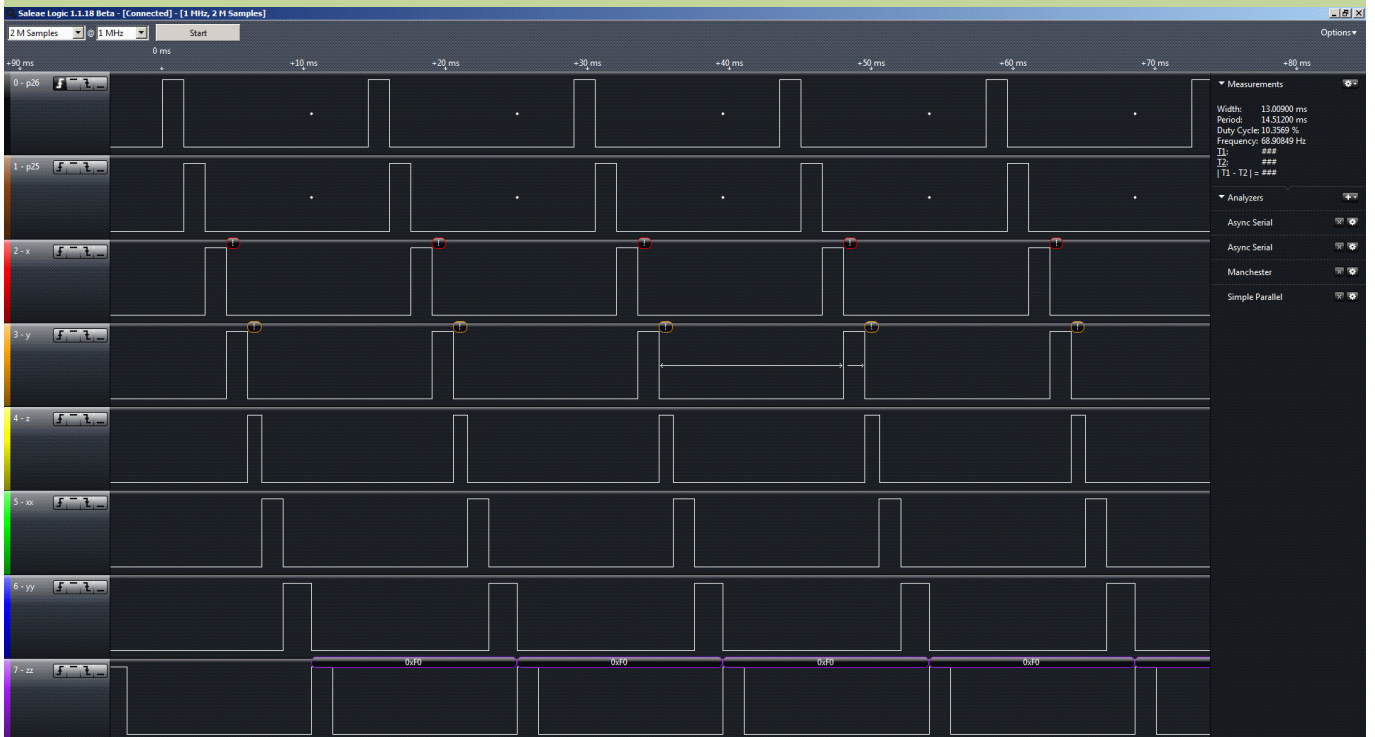 Saleae Logic 1.1.18 Beta - [Connected] - [1 MHz, 2 M Samples]
2 M Samples @ 1 MHz Start Options
0 ms
+90 ms +10 ms +20 ms +30 ms +40 ms +50 ms +60 ms +70 ms +80 ms
0 - p26
1 - p25
2 - x
! ! ! ! !
3 - y
! ! ! ! !
4 - z
5 - xx
6 - yy
7 - zz
0xF0 0xF0 0xF0 0xF0
Measurements
Width: 13.00900 ms
Period: 14.51200 ms
Duty Cycle: 10.3569 %
Frequency: 68.90849 Hz
T1: ###
T2: ###
| T1 - T2 | = ###
Analyzers
Async Serial
Async Serial
Manchester
Simple Parallel